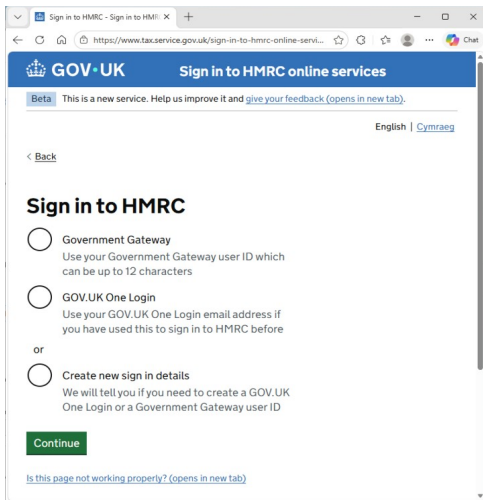 Sign in to HMRC - Sign in to HMR
https://www.tax.service.gov.uk/sign-in-to-hmrc-online-servi...
Chat
GOV·UK Sign in to HMRC online services
Beta This is a new service. Help us improve it and give your feedback (opens in new tab).
English | Cymraeg
< Back
Sign in to HMRC
Government Gateway
Use your Government Gateway user ID which
can be up to 12 characters
GOV.UK One Login
Use your GOV.UK One Login email address if
you have used this to sign in to HMRC before
or
Create new sign in details
We will tell you if you need to create a GOV.UK
One Login or a Government Gateway user ID
Continue
Is this page not working properly? (opens in new tab)